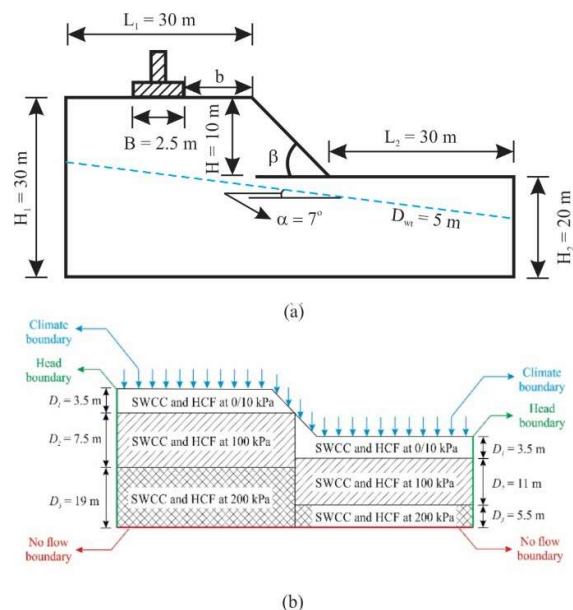 L₁ = 30 m
b
B = 2.5 m
H = 10 m
H₁ = 30 m
β
L₂ = 30 m
α = 7°
D_wt = 5 m
H₂ = 20 m
(a)
Climate boundary
Head boundary
D₁ = 3.5 m
D₂ = 7.5 m
D₃ = 19 m
No flow boundary
SWCC and HCF at 0/10 kPa
SWCC and HCF at 100 kPa
SWCC and HCF at 200 kPa
Climate boundary
Head boundary
SWCC and HCF at 0/10 kPa
SWCC and HCF at 100 kPa
SWCC and HCF at 200 kPa
D₁ = 3.5 m
D₂ = 11 m
D₃ = 5.5 m
No flow boundary
(b)